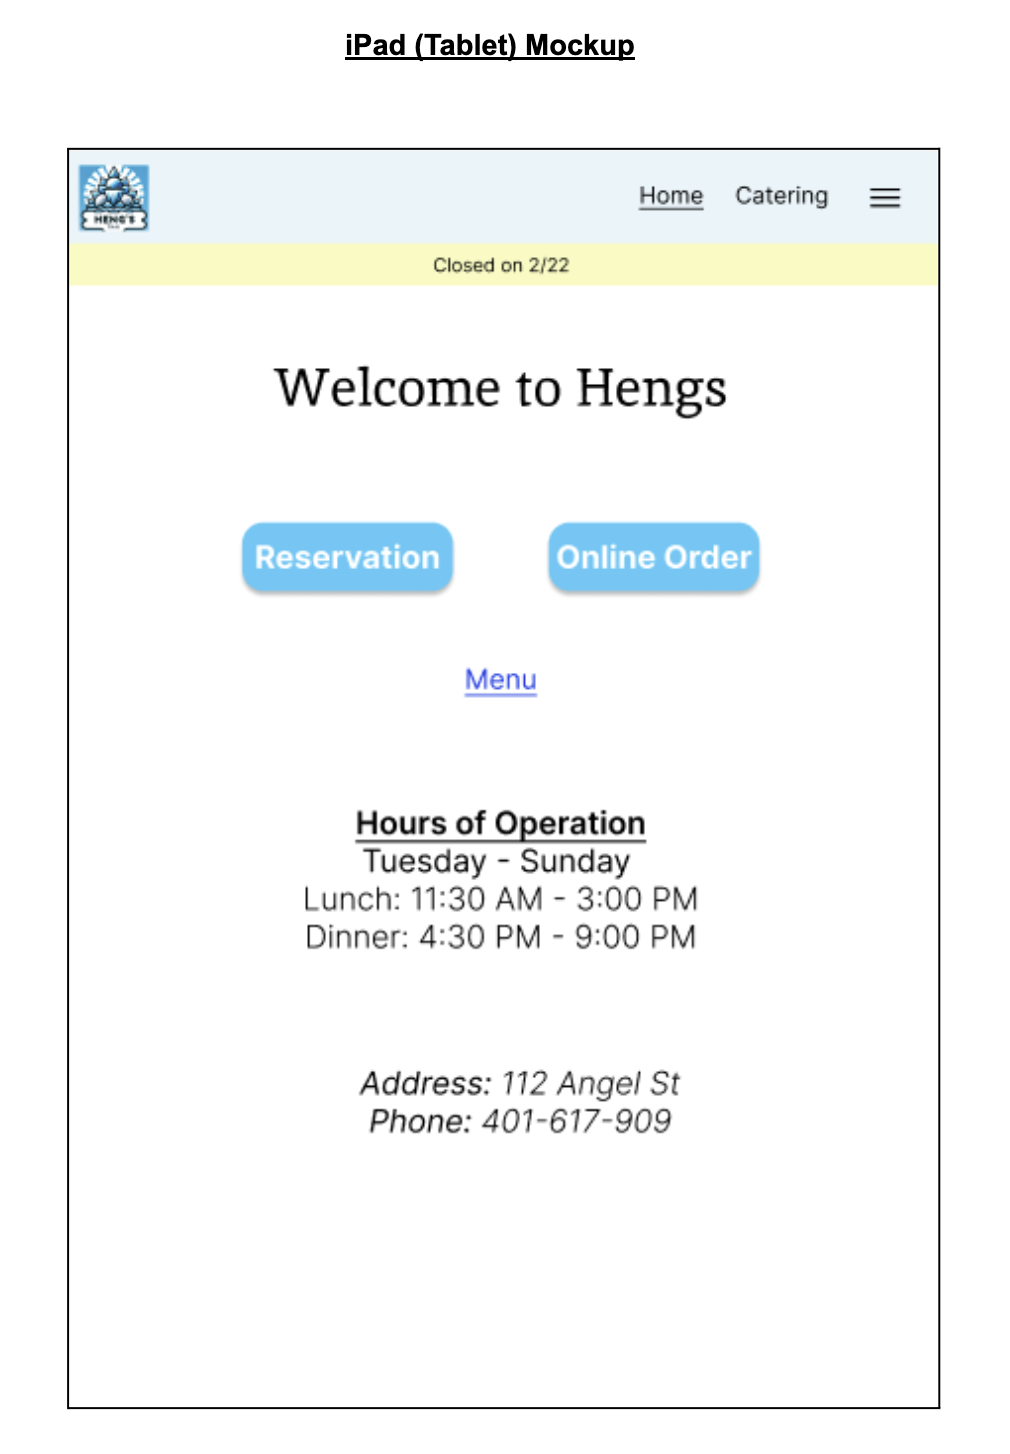 iPad (Tablet) Mockup
HENG'S
Home Catering
Closed on 2/22
Welcome to Hengs
Reservation Online Order
Menu
Hours of Operation
Tuesday - Sunday
Lunch: 11:30 AM - 3:00 PM
Dinner: 4:30 PM - 9:00 PM
Address: 112 Angel St
Phone: 401-617-909